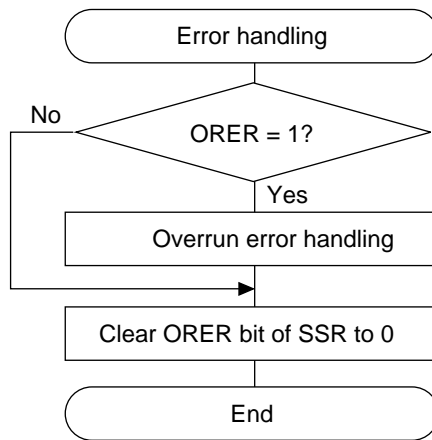 Error handling
No
ORER = 1?
Yes
Overrun error handling
Clear ORER bit of SSR to 0
End